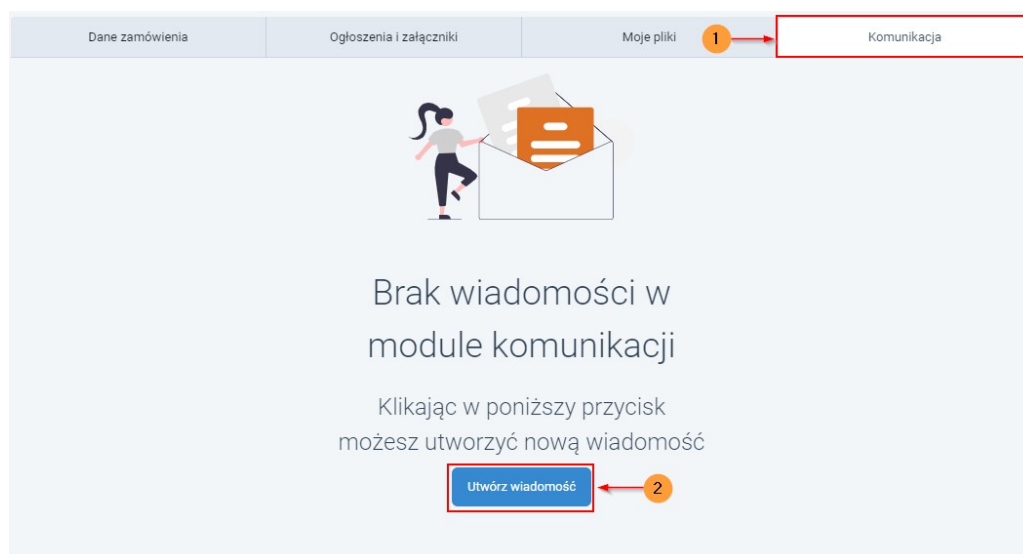 Dane zamówienia
Ogłoszenia i załączniki
Moje pliki
1
Komunikacja
Brak wiadomości w
module komunikacji
Klikając w poniższy przycisk
możesz utworzyć nową wiadomość
Utwórz wiadomość
2